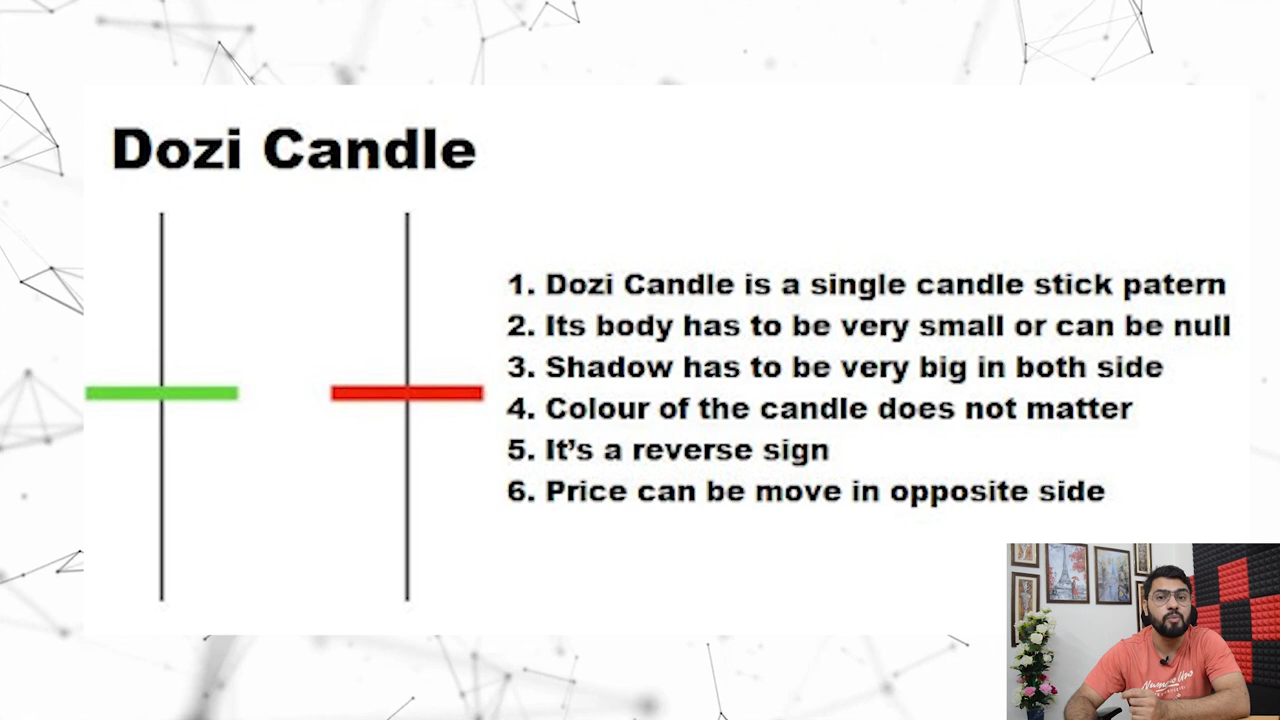 Dozi Candle
1. Dozi Candle is a single candle stick patern
2. Its body has to be very small or can be null
3. Shadow has to be very big in both side
4. Colour of the candle does not matter
5. It’s a reverse sign
6. Price can be move in opposite side
Numero Uno